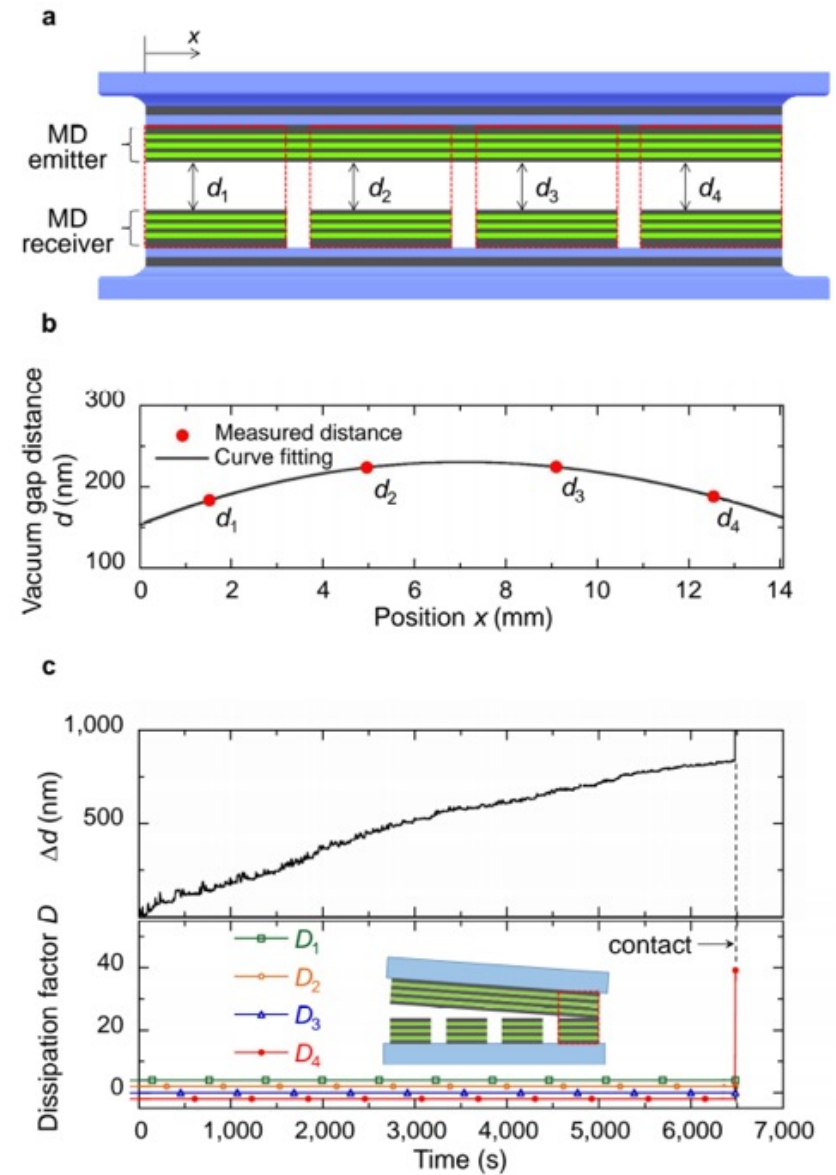 a
x
MD
emitter
d1 d2 d3 d4
MD
receiver
b
Vacuum gap distance
d (nm)
300
200
100
Measured distance
Curve fitting
d1
d2
d3
d4
0 2 4 6 8 10 12 14
Position x (mm)
c
Δd (nm)
1,000
500
Dissipation factor D
40
20
0
D1
D2
D3
D4
contact
0 1,000 2,000 3,000 4,000 5,000 6,000 7,000
Time (s)